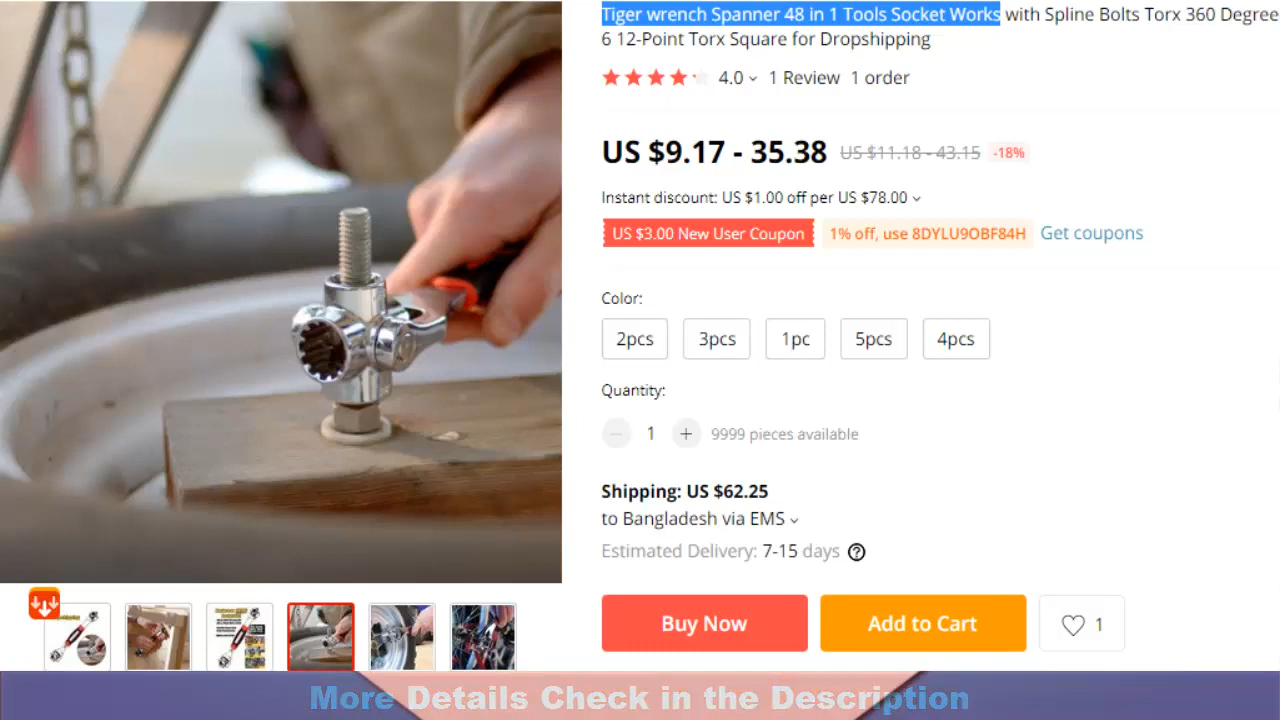 Tiger wrench Spanner 48 in 1 Tools Socket Works with Spline Bolts Torx 360 Degree
6 12-Point Torx Square for Dropshipping
4.0 1 Review 1 order
US $9.17 - 35.38 US $11.18 - 43.15 -18%
Instant discount: US $1.00 off per US $78.00
US $3.00 New User Coupon 1% off, use 8DYLU9OBF84H Get coupons
Color:
2pcs 3pcs 1pc 5pcs 4pcs
Quantity:
− 1 + 9999 pieces available
Shipping: US $62.25
to Bangladesh via EMS
Estimated Delivery: 7-15 days ?
Buy Now Add to Cart 1
More Details Check in the Description